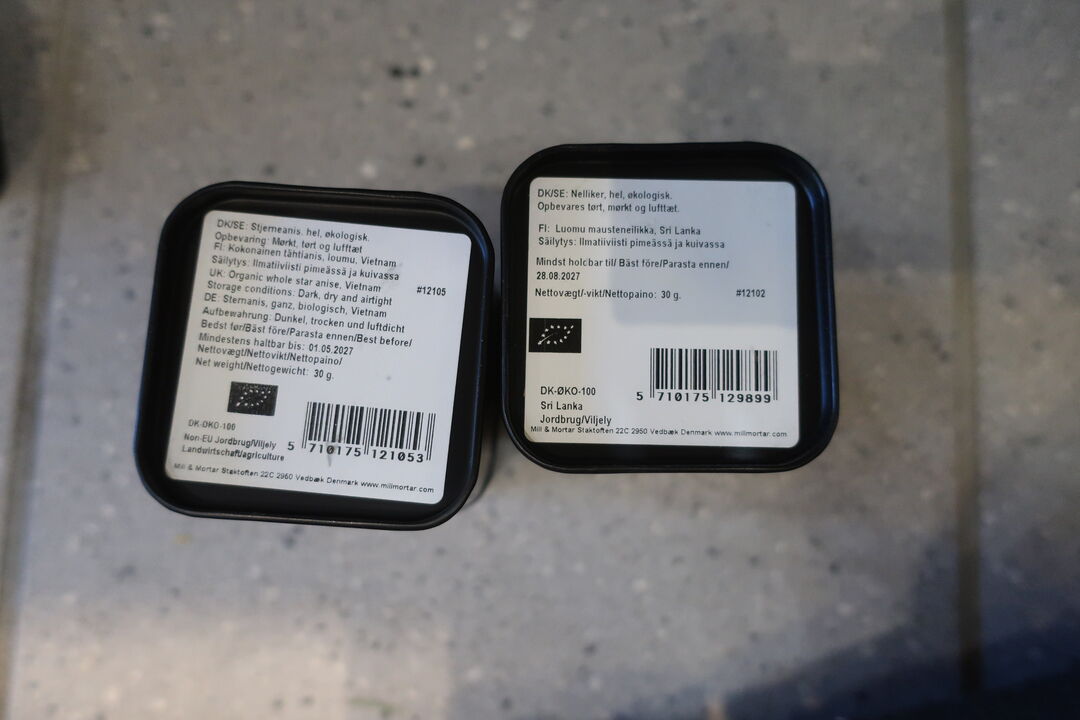 DK/SE: Stjerneanis, hel, økologisk.
Opbevaring: Mørkt, tørt og lufttæt
FI: Kokonainen tähtianis, loumu, Vietnam
Säilytys: Ilmatiiviisti pimeässä ja kuivassa
UK: Organic whole star anise, Vietnam
#12105
Storage conditions: Dark, dry and airtight
DE: Sternanis, ganz, biologisch, Vietnam
Aufbewahrung: Dunkel, trocken und luftdicht
Bedst før/Bäst före/Parasta ennen/Best before/
Mindestens haltbar bis: 01.05.2027
Nettovægt/Nettovikt/Nettopaino/
Net weight/Nettogewicht: 30 g.
DK-ØKO-100
Non-EU Jordbrug/Viljely
Landwirtschaft/agriculture
5 710175 121053
Mill & Mortar Staktoften 22C 2950 Vedbæk Denmark www.millmortar.com
DK/SE: Nelliker, hel, økologisk.
Opbevares tørt, mørkt og lufttæt.
FI: Luomu mausteneilikka, Sri Lanka
Säilytys: Ilmatiiviisti pimeässä ja kuivassa
Mindst holcbar til/ Bäst före/Parasta ennen/
28.08.2027
Nettovægt/-vikt/Nettopaino: 30 g. #12102
5 710175 129899
DK-ØKO-100
Sri Lanka
Jordbrug/Viljely
Mill & Mortar Staktoften 22C 2950 Vedbæk Denmark www.millmortar.com